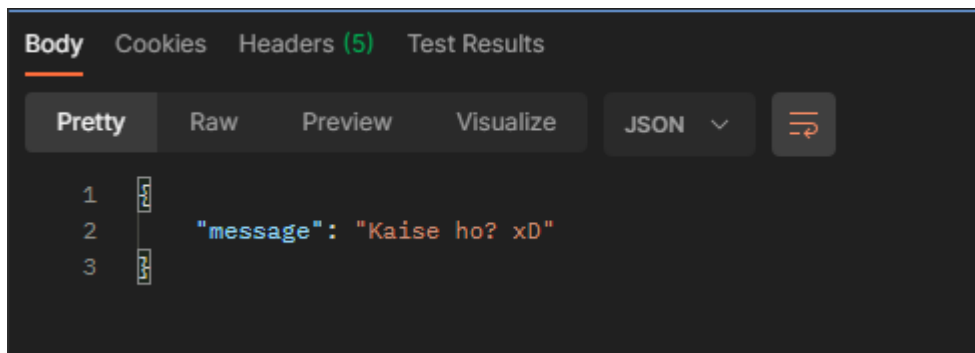 Body Cookies Headers (5) Test Results
Pretty Raw Preview Visualize JSON
1 {
2 "message": "Kaise ho? xD"
3 }